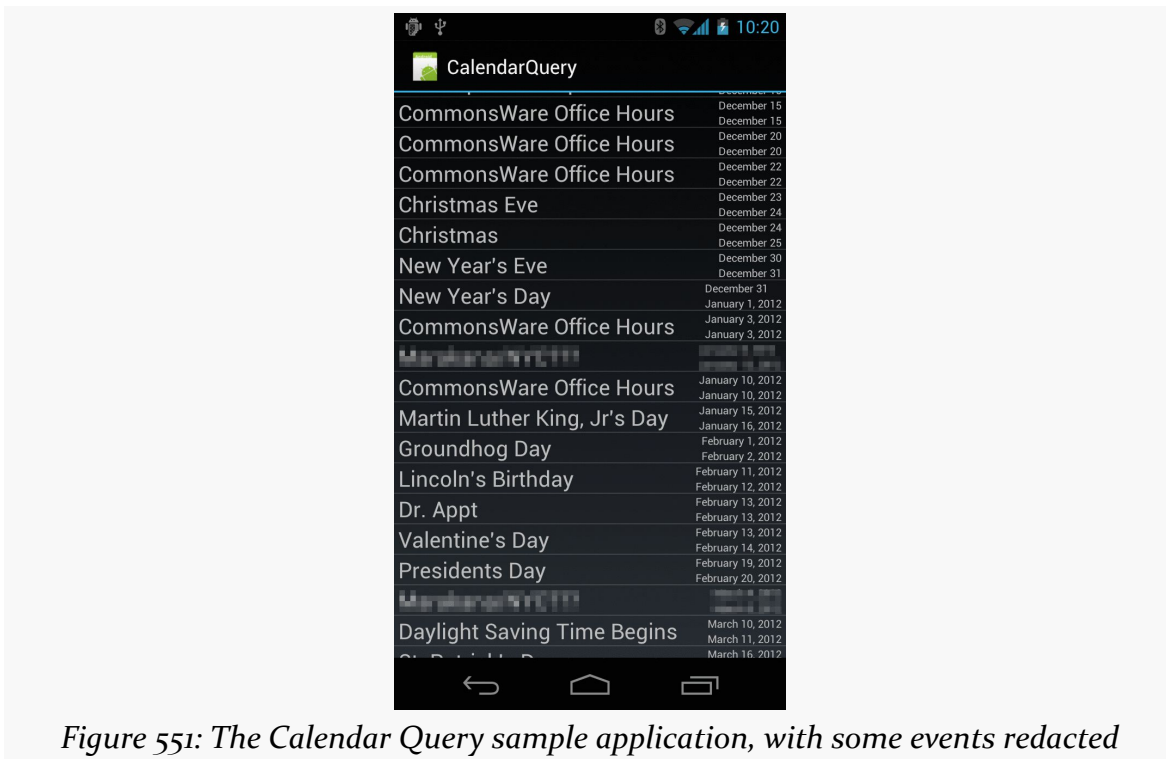 10:20
CalendarQuery
CommonsWare Office Hours
December 15
December 15
CommonsWare Office Hours
December 20
December 20
CommonsWare Office Hours
December 22
December 22
Christmas Eve
December 23
December 24
Christmas
December 24
December 25
New Year's Eve
December 30
December 31
New Year's Day
December 31
January 1, 2012
CommonsWare Office Hours
January 3, 2012
January 3, 2012
CommonsWare Office Hours
January 10, 2012
January 10, 2012
Martin Luther King, Jr's Day
January 15, 2012
January 16, 2012
Groundhog Day
February 1, 2012
February 2, 2012
Lincoln's Birthday
February 11, 2012
February 12, 2012
Dr. Appt
February 13, 2012
February 13, 2012
Valentine's Day
February 13, 2012
February 14, 2012
Presidents Day
February 19, 2012
February 20, 2012
Daylight Saving Time Begins
March 10, 2012
March 11, 2012
March 16, 2012
Figure 551: The Calendar Query sample application, with some events redacted